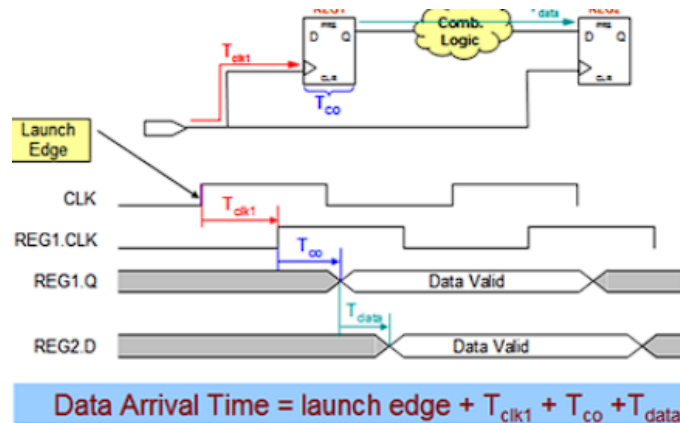 REG1
REG2
PRE
D Q
CLR
Comb.
Logic
data
PRE
D Q
CLR
Tclk1
Tco
Launch
Edge
CLK
Tclk1
REG1.CLK
Tco
REG1.Q
Data Valid
Tdata
REG2.D
Data Valid
Data Arrival Time = launch edge + Tclk1 + Tco +Tdata